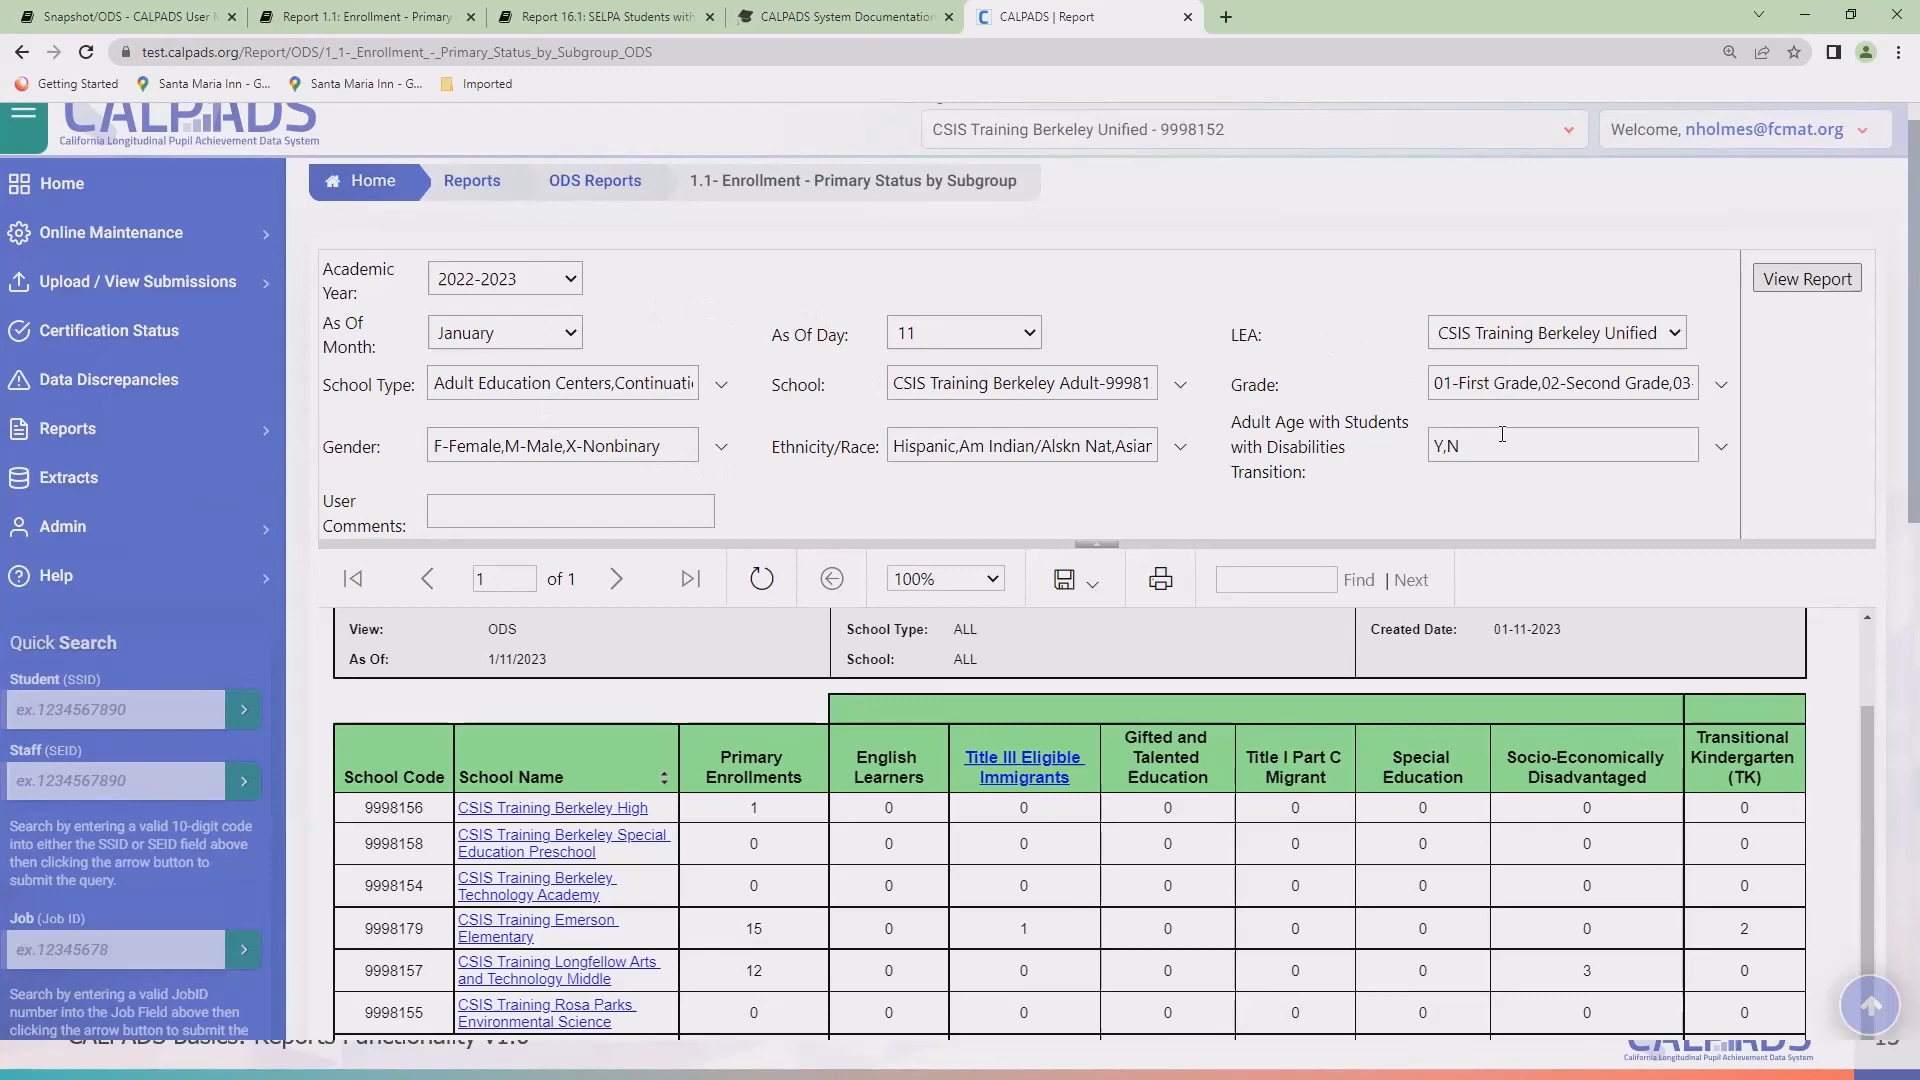 Snapshot/ODS - CALPADS User M
Report 1.1: Enrollment - Primary
Report 16.1: SELPA Students with
CALPADS System Documentation
CALPADS | Report
test.calpads.org/Report/ODS/1_1-_Enrollment_-_Primary_Status_by_Subgroup_ODS
Getting Started
Santa Maria Inn - G...
Santa Maria Inn - G...
Imported
CALPADS
California Longitudinal Pupil Achievement Data System
CSIS Training Berkeley Unified - 9998152
Welcome, nholmes@fcmat.org
Home
Online Maintenance
Upload / View Submissions
Certification Status
Data Discrepancies
Reports
Extracts
Admin
Help
Quick Search
Student (SSID)
ex.1234567890
Staff (SEID)
ex.1234567890
Search by entering a valid 10-digit code
into either the SSID or SEID field above
then clicking the arrow button to
submit the query.
Job (Job ID)
ex.12345678
Search by entering a valid JobID
number into the Job Field above then
clicking the arrow button to submit the
Home Reports ODS Reports 1.1- Enrollment - Primary Status by Subgroup
Academic Year: 2022-2023
View Report
As Of Month: January
As Of Day: 11
LEA: CSIS Training Berkeley Unified
School Type: Adult Education Centers,Continuati
School: CSIS Training Berkeley Adult-99981
Grade: 01-First Grade,02-Second Grade,03-
Gender: F-Female,M-Male,X-Nonbinary
Ethnicity/Race: Hispanic,Am Indian/Alskn Nat,Asian
Adult Age with Students with Disabilities Transition: Y,N
User Comments:
1 of 1
100%
Find | Next
View: ODS
School Type: ALL
Created Date: 01-11-2023
As Of: 1/11/2023
School: ALL
School Code School Name Primary Enrollments English Learners Title III Eligible Immigrants Gifted and Talented Education Title I Part C Migrant Special Education Socio-Economically Disadvantaged Transitional Kindergarten (TK)
9998156 CSIS Training Berkeley High 1 0 0 0 0 0 0 0
9998158 CSIS Training Berkeley Special Education Preschool 0 0 0 0 0 0 0 0
9998154 CSIS Training Berkeley Technology Academy 0 0 0 0 0 0 0 0
9998179 CSIS Training Emerson Elementary 15 0 1 0 0 0 0 2
9998157 CSIS Training Longfellow Arts and Technology Middle 12 0 0 0 0 0 3 0
9998155 CSIS Training Rosa Parks Environmental Science 0 0 0 0 0 0 0 0
CALPADS Basics: Reports Functionality v1.0
CALPADS
California Longitudinal Pupil Achievement Data System